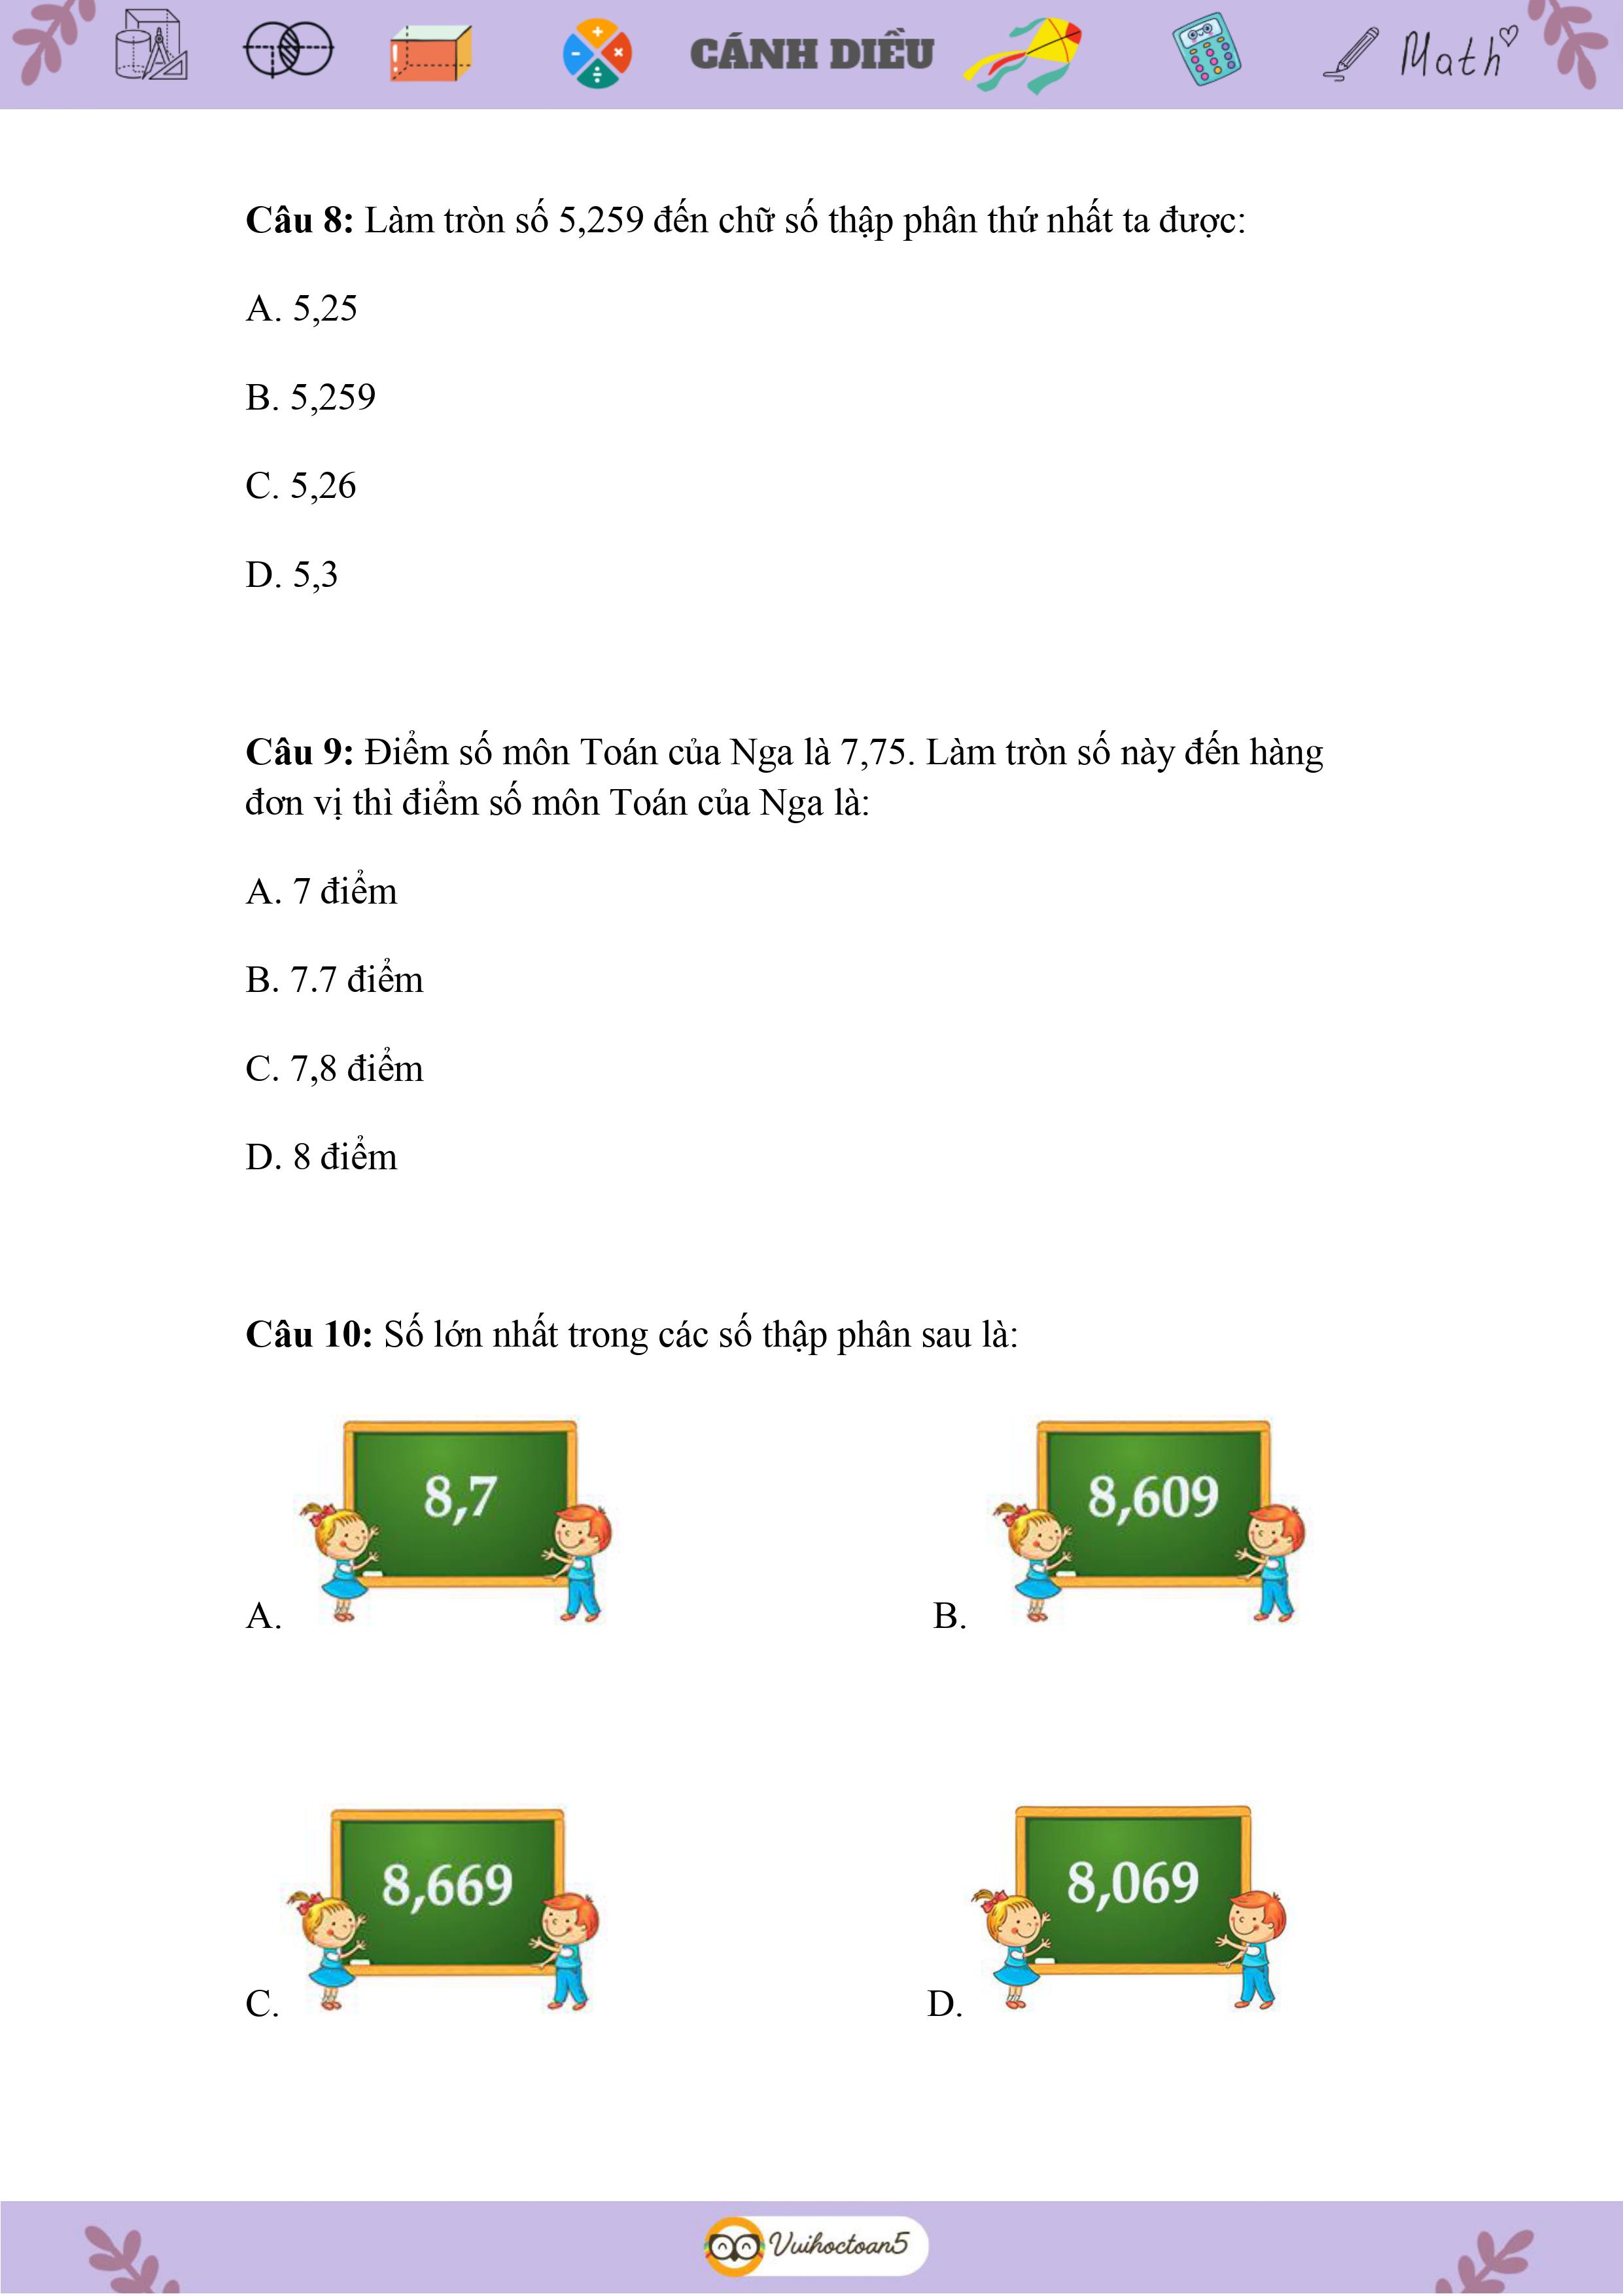 CÁNH DIỀU
Math
Câu 8: Làm tròn số 5,259 đến chữ số thập phân thứ nhất ta được:
A. 5,25
B. 5,259
C. 5,26
D. 5,3
Câu 9: Điểm số môn Toán của Nga là 7,75. Làm tròn số này đến hàng
đơn vị thì điểm số môn Toán của Nga là:
A. 7 điểm
B. 7.7 điểm
C. 7,8 điểm
D. 8 điểm
Câu 10: Số lớn nhất trong các số thập phân sau là:
A. 8,7
B. 8,609
C. 8,669
D. 8,069
Vuihoctoan5